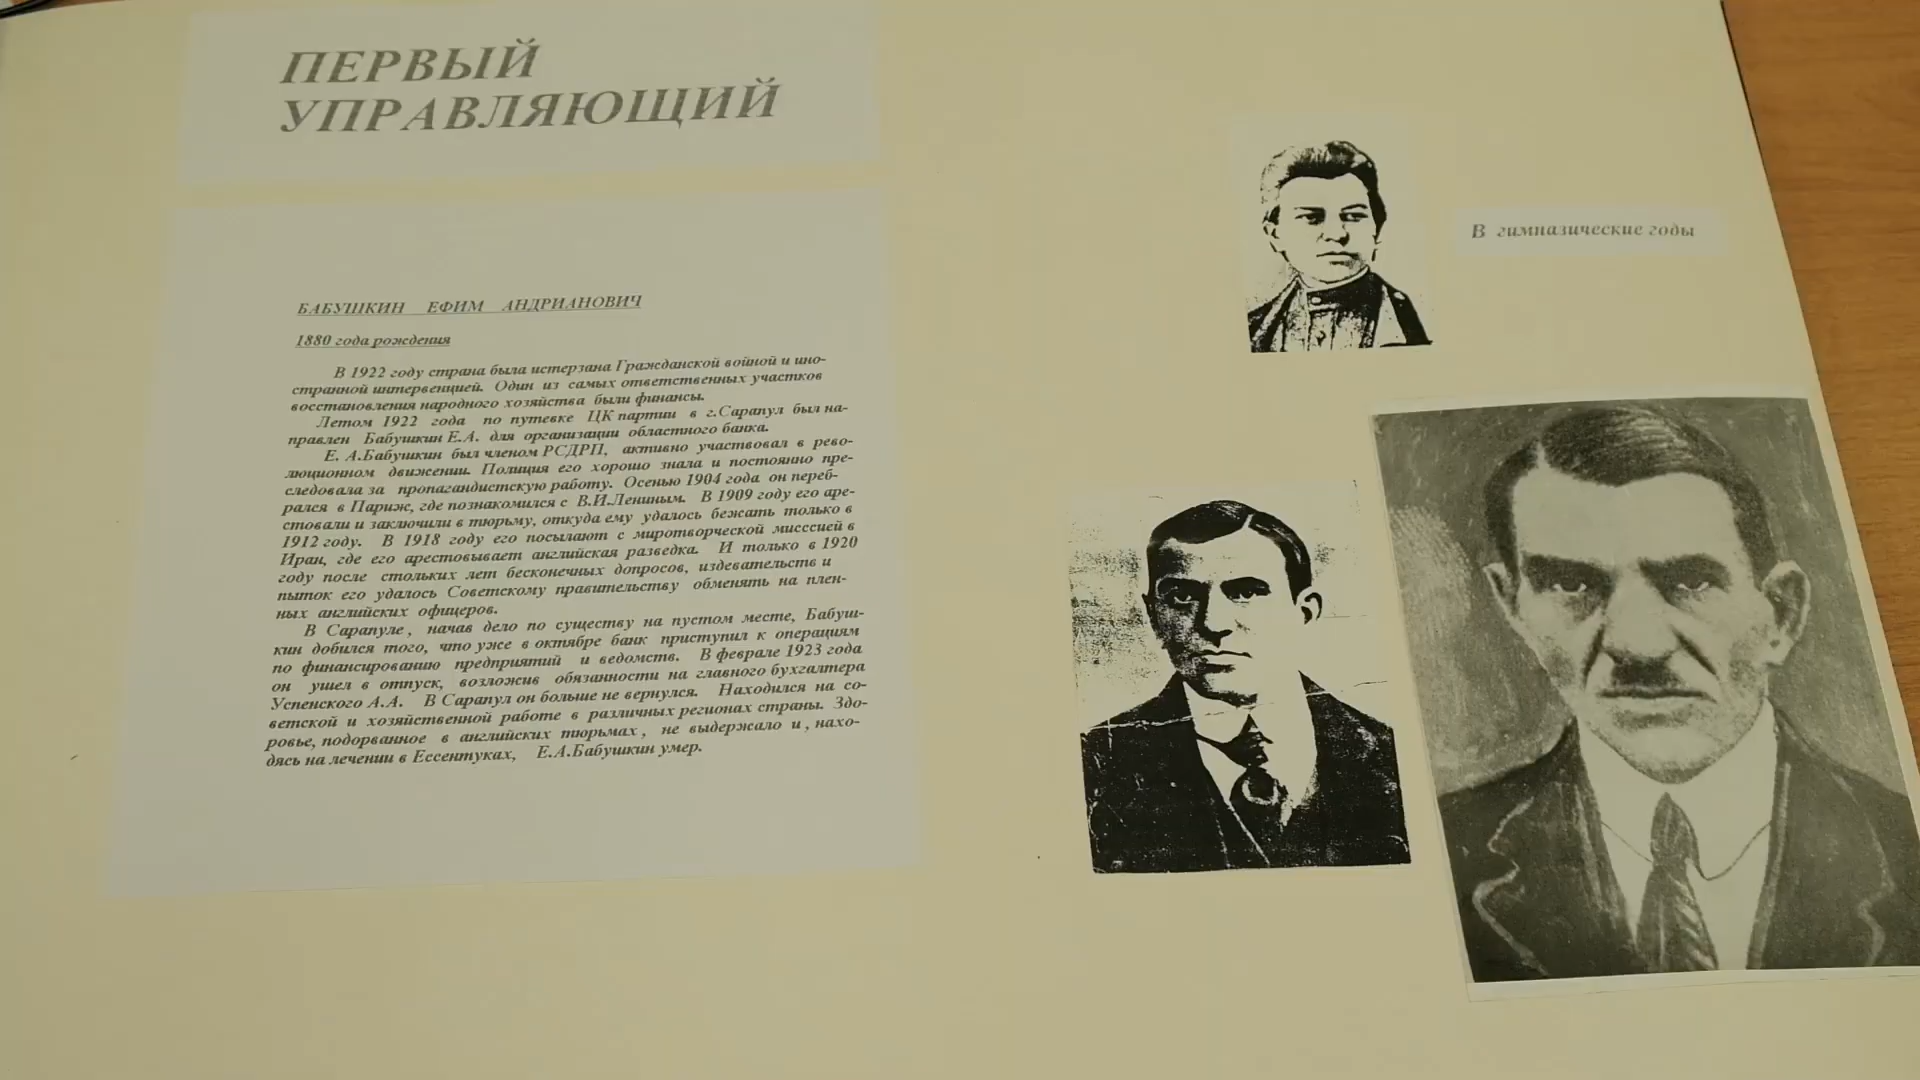 ПЕРВЫЙ
УПРАВЛЯЮЩИЙ
БАБУШКИН ЕФИМ АНДРИАНОВИЧ
1880 года рождения
В 1922 году страна была истерзана Гражданской войной и ино-
странной интервенцией. Один из самых ответственных участков
восстановления народного хозяйства были финансы.
Летом 1922 года по путевке ЦК партии в г.Сарапул был на-
правлен Бабушкин Е.А. для организации областного банка.
Е. А.Бабушкин был членом РСДРП, активно участвовал в рево-
люционном движении. Полиция его хорошо знала и постоянно пре-
следовала за пропагандистскую работу. Осенью 1904 года он переб-
рался в Париж, где познакомился с В.И.Лениным. В 1909 году его аре-
стовали и заключили в тюрьму, откуда ему удалось бежать только в
1912 году. В 1918 году его посылают с миротворческой мисссией в
Иран, где его арестовывает английская разведка. И только в 1920
году после стольких лет бесконечных допросов, издевательств и
пыток его удалось Советскому правительству обменять на плен-
ных английских офицеров.
В Сарапуле, начав дело по существу на пустом месте, Бабуш-
кин добился того, что уже в октябре банк приступил к операциям
по финансированию предприятий и ведомств. В феврале 1923 года
он ушел в отпуск, возложив обязанности на главного бухгалтера
Успенского А.А. В Сарапул он больше не вернулся. Находился на со-
ветской и хозяйственной работе в различных регионах страны. Здо-
ровье, подорванное в английских тюрьмах, не выдержало и, нахо-
дясь на лечении в Ессентуках, Е.А.Бабушкин умер.
В гимназические годы